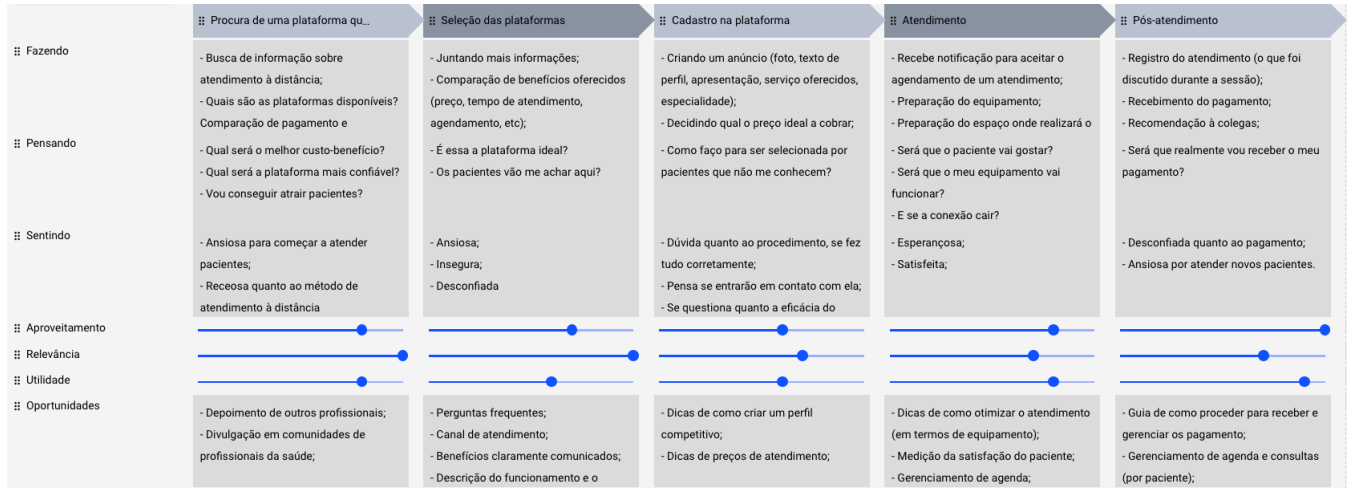 Procura de uma plataforma qu...
Seleção das plataformas
Cadastro na plataforma
Atendimento
Pós-atendimento
Fazendo
- Busca de informação sobre
atendimento à distância;
- Quais são as plataformas disponíveis?
Comparação de pagamento e
- Juntando mais informações;
- Comparação de benefícios oferecidos
(preço, tempo de atendimento,
agendamento, etc);
- Criando um anúncio (foto, texto de
perfil, apresentação, serviço oferecidos,
especialidade);
- Decidindo qual o preço ideal a cobrar;
- Recebe notificação para aceitar o
agendamento de um atendimento;
- Preparação do equipamento;
- Preparação do espaço onde realizará o
- Registro do atendimento (o que foi
discutido durante a sessão);
- Recebimento do pagamento;
- Recomendação à colegas;
Pensando
- Qual será o melhor custo-benefício?
- Qual será a plataforma mais confiável?
- Vou conseguir atrair pacientes?
- É essa a plataforma ideal?
- Os pacientes vão me achar aqui?
- Como faço para ser selecionada por
pacientes que não me conhecem?
- Será que o paciente vai gostar?
- Será que o meu equipamento vai
funcionar?
- E se a conexão cair?
- Será que realmente vou receber o meu
pagamento?
Sentindo
- Ansiosa para começar a atender
pacientes;
- Receosa quanto ao método de
atendimento à distância
- Ansiosa;
- Insegura;
- Desconfiada
- Dúvida quanto ao procedimento, se fez
tudo corretamente;
- Pensa se entrarão em contato com ela;
- Se questiona quanto a eficácia do
- Esperançosa;
- Satisfeita;
- Desconfiada quanto ao pagamento;
- Ansiosa por atender novos pacientes.
Aproveitamento
Relevância
Utilidade
Oportunidades
- Depoimento de outros profissionais;
- Divulgação em comunidades de
profissionais da saúde;
- Perguntas frequentes;
- Canal de atendimento;
- Benefícios claramente comunicados;
- Descrição do funcionamento e o
- Dicas de como criar um perfil
competitivo;
- Dicas de preços de atendimento;
- Dicas de como otimizar o atendimento
(em termos de equipamento);
- Medição da satisfação do paciente;
- Gerenciamento de agenda;
- Guia de como proceder para receber e
gerenciar os pagamento;
- Gerenciamento de agenda e consultas
(por paciente);